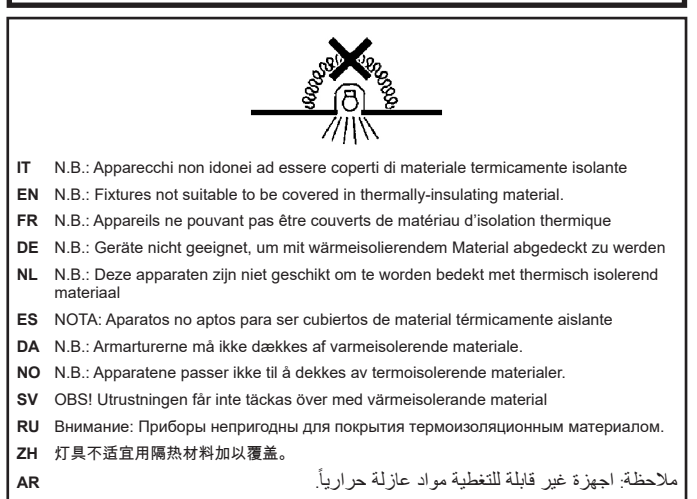 IT N.B.: Apparecchi non idonei ad essere coperti di materiale termicamente isolante
EN N.B.: Fixtures not suitable to be covered in thermally-insulating material.
FR N.B.: Appareils ne pouvant pas être couverts de matériau d'isolation thermique
DE N.B.: Geräte nicht geeignet, um mit wärmeisolierendem Material abgedeckt zu werden
NL N.B.: Deze apparaten zijn niet geschikt om te worden bedekt met thermisch isolerend
materiaal
ES NOTA: Aparatos no aptos para ser cubiertos de material térmicamente aislante
DA N.B.: Armarturerne må ikke dækkes af varmeisolerende materiale.
NO N.B.: Apparatene passer ikke til å dekkes av termoisolerende materialer.
SV OBS! Utrustningen får inte täckas över med värmeisolerande material
RU Внимание: Приборы непригодны для покрытия термоизоляционным материалом.
ZH 灯具不适宜用隔热材料加以覆盖。
AR ملاحظة: اجهزة غير قابلة للتغطية مواد عازلة حرارياً.